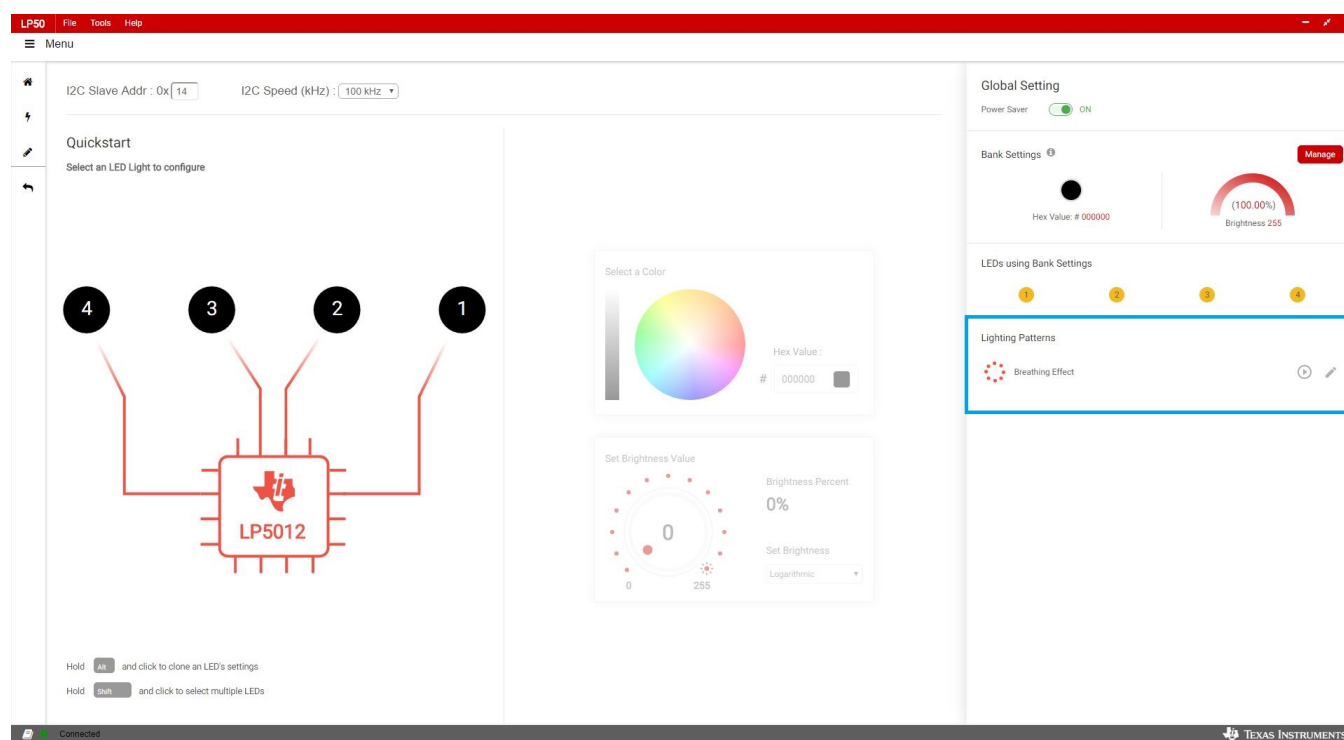 LP50 File Tools Help
Menu
I2C Slave Addr : 0x 14 I2C Speed (kHz) : 100 kHz
Quickstart
Select an LED Light to configure
4 3 2 1
LP5012
Hold Alt and click to clone an LED's settings
Hold Shift and click to select multiple LEDs
Select a Color
Hex Value :
# 000000
Set Brightness Value
Brightness Percent
0%
0
Set Brightness
Logarithmic
0 255
Global Setting
Power Saver ON
Bank Settings Manage
(100.00%)
Hex Value: # 000000 Brightness 255
LEDs using Bank Settings
1 2 3 4
Lighting Patterns
Breathing Effect
Connected TEXAS INSTRUMENTS